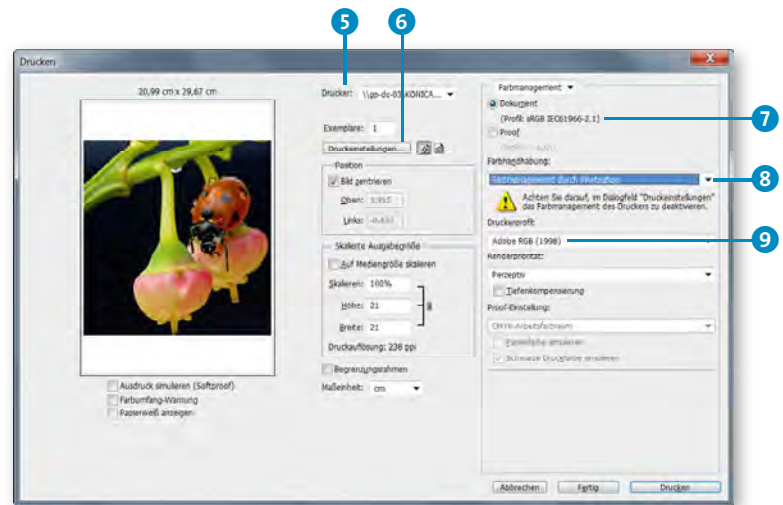 5
6
Drucken
20,99 cm x 29,67 cm
Drucker:
Exemplare: 1
Druckeinstellungen...
Position
Bild zentrieren
Oben:
Links:
Skalierte Ausgabegröße
Auf Mediengröße skalieren
Skalieren: 100%
Höhe: 21
Breite: 21
Druckauflösung: 236 ppi
Begrenzungsrahmen
Maßeinheit: cm
Ausdruck simulieren (Softproof)
Farbumfang-Warnung
Papierweiß anzeigen
Farbmanagement
Dokument
(Profil: sRGB IEC61966-2.1)
7
Proof
Farbhandhabung:
Farbmanagement durch Photoshop
8
Achten Sie darauf, im Dialogfeld "Druckeinstellungen"
das Farbmanagement des Druckers zu deaktivieren.
Druckerprofil:
Adobe RGB (1998)
9
Renderpriorität:
Perzeptiv
Tiefenkompensierung
Proof-Einstellung:
CMYK-Arbeitsfarbraum
Papierfarbe simulieren
Schwarze Druckfarbe simulieren
Abbrechen
Fertig
Drucken